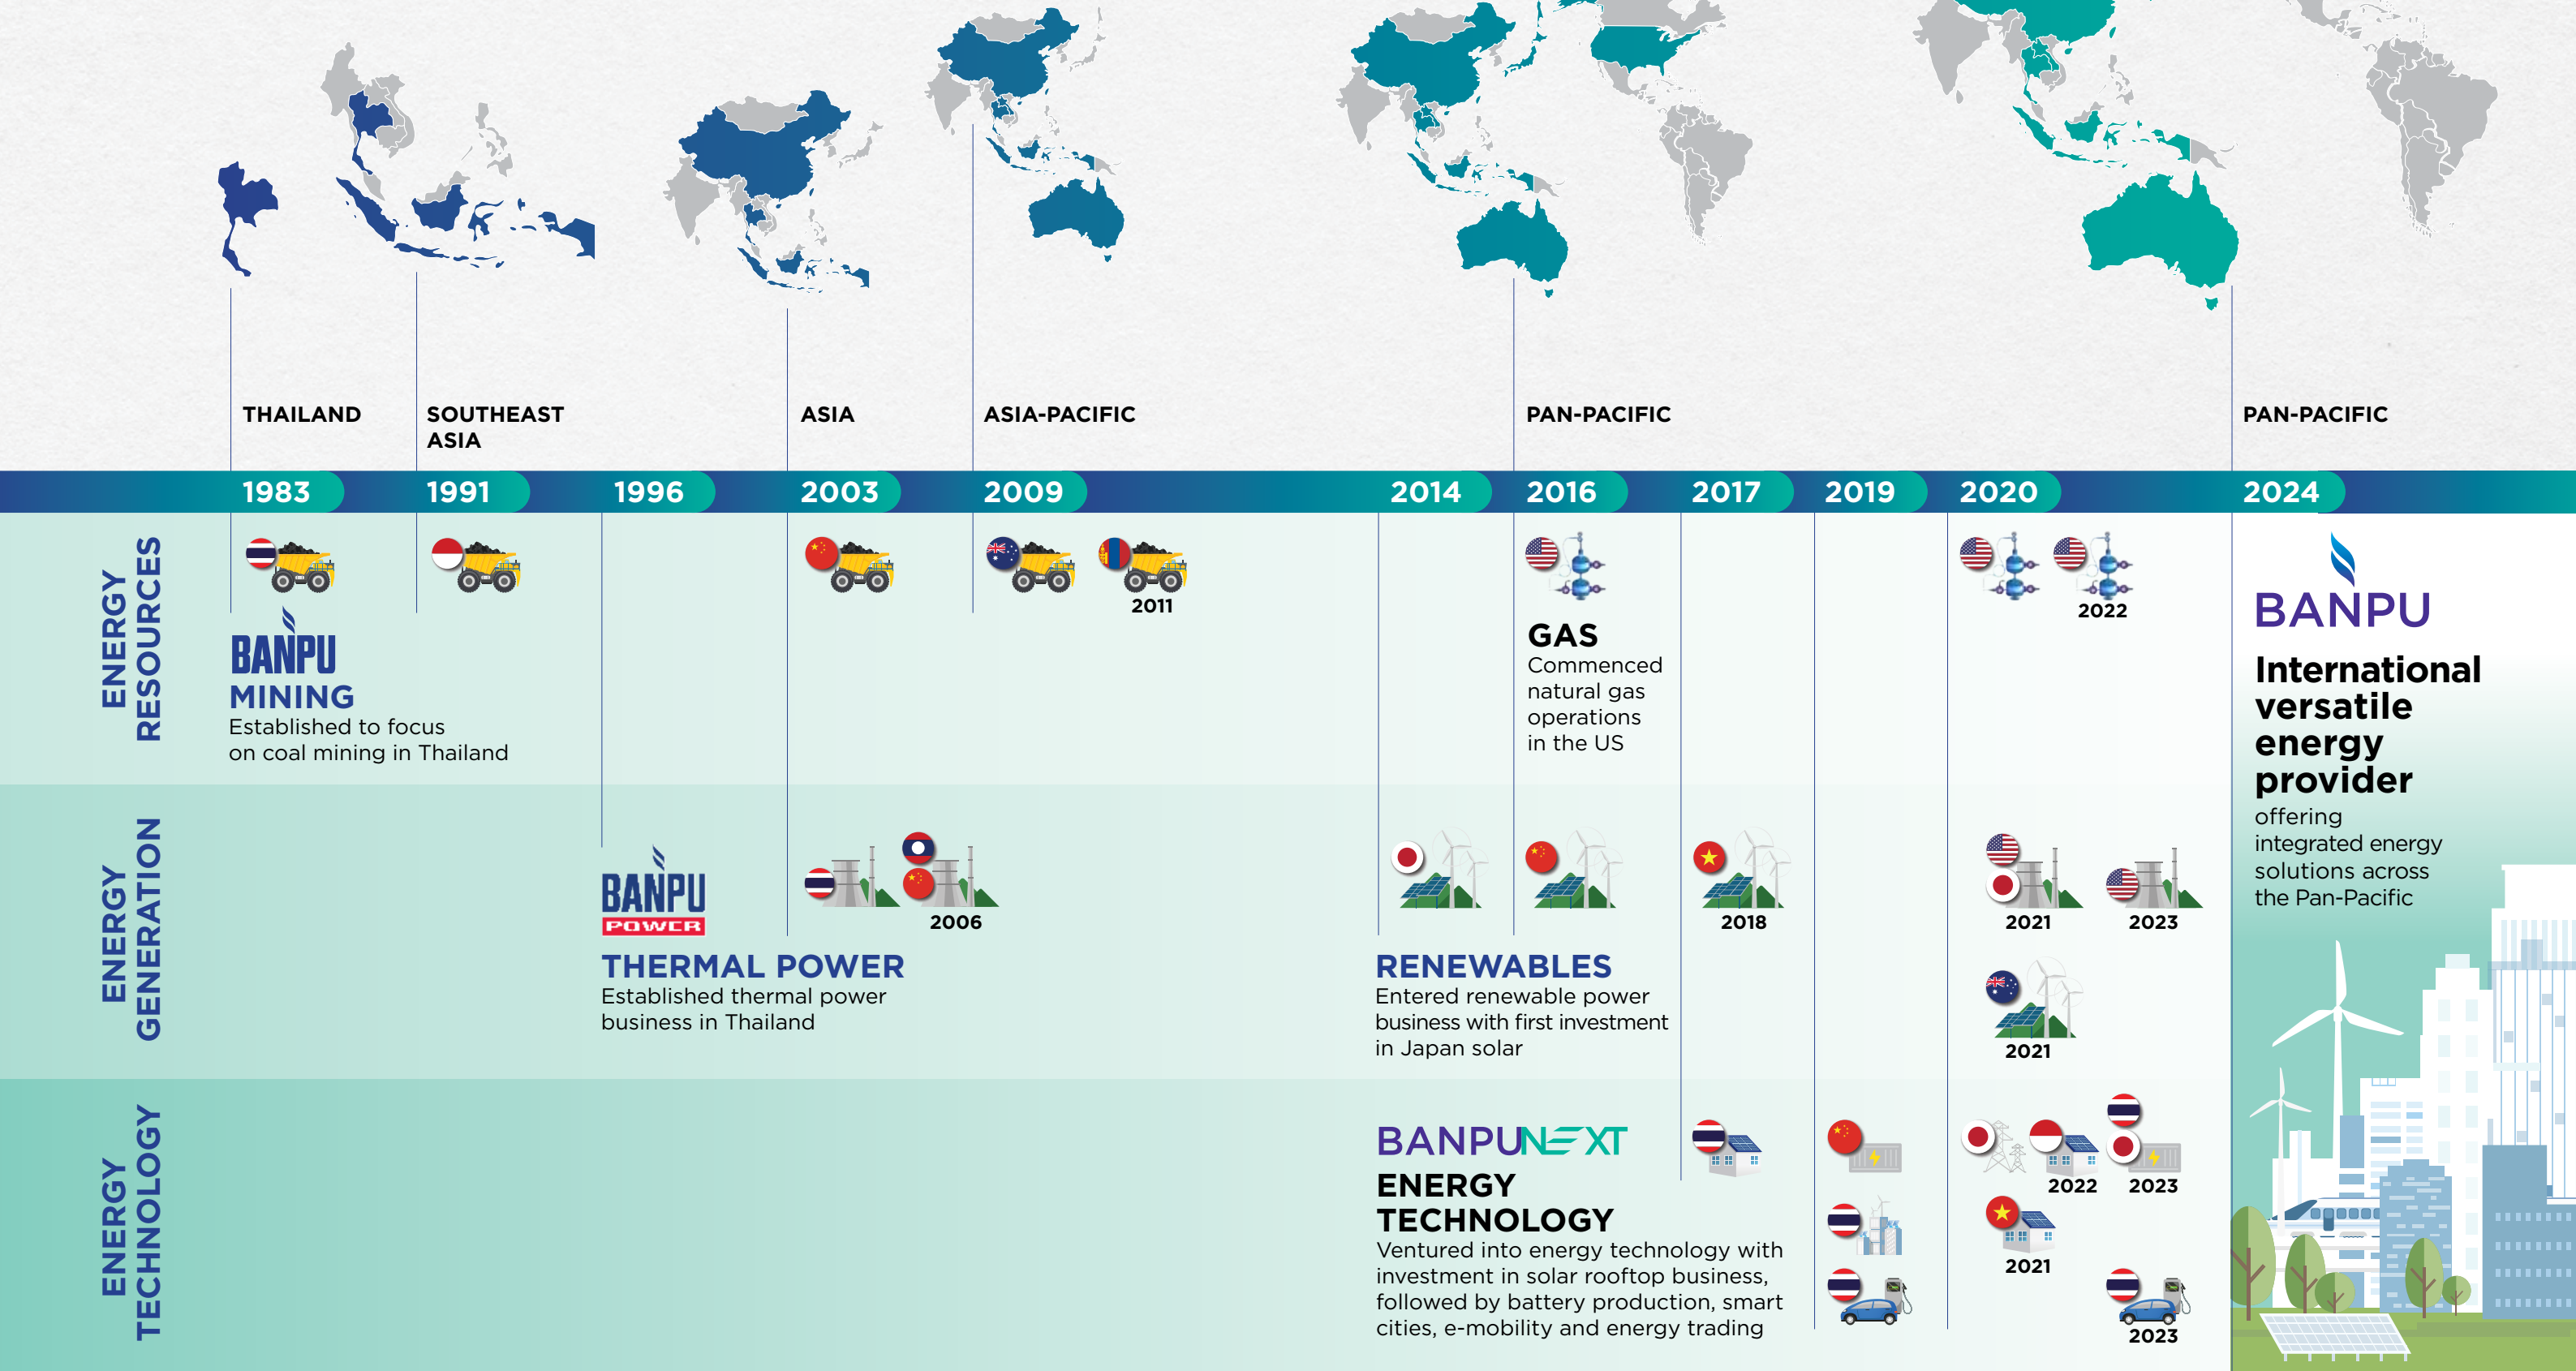 THAILAND
SOUTHEAST
ASIA
ASIA
ASIA-PACIFIC
PAN-PACIFIC
PAN-PACIFIC
1983
1991
1996
2003
2009
2014
2016
2017
2019
2020
2024
ENERGY
RESOURCES
2011
2022
BANPU
MINING
Established to focus
on coal mining in Thailand
GAS
Commenced
natural gas
operations
in the US
BANPU
International
versatile
energy
provider
offering
integrated energy
solutions across
the Pan-Pacific
ENERGY
GENERATION
BANPU
POWER
2006
2018
2021
2023
THERMAL POWER
Established thermal power
business in Thailand
RENEWABLES
Entered renewable power
business with first investment
in Japan solar
2021
ENERGY
TECHNOLOGY
BANPU NEXT
ENERGY
TECHNOLOGY
Ventured into energy technology with
investment in solar rooftop business,
followed by battery production, smart
cities, e-mobility and energy trading
2022
2023
2021
2023